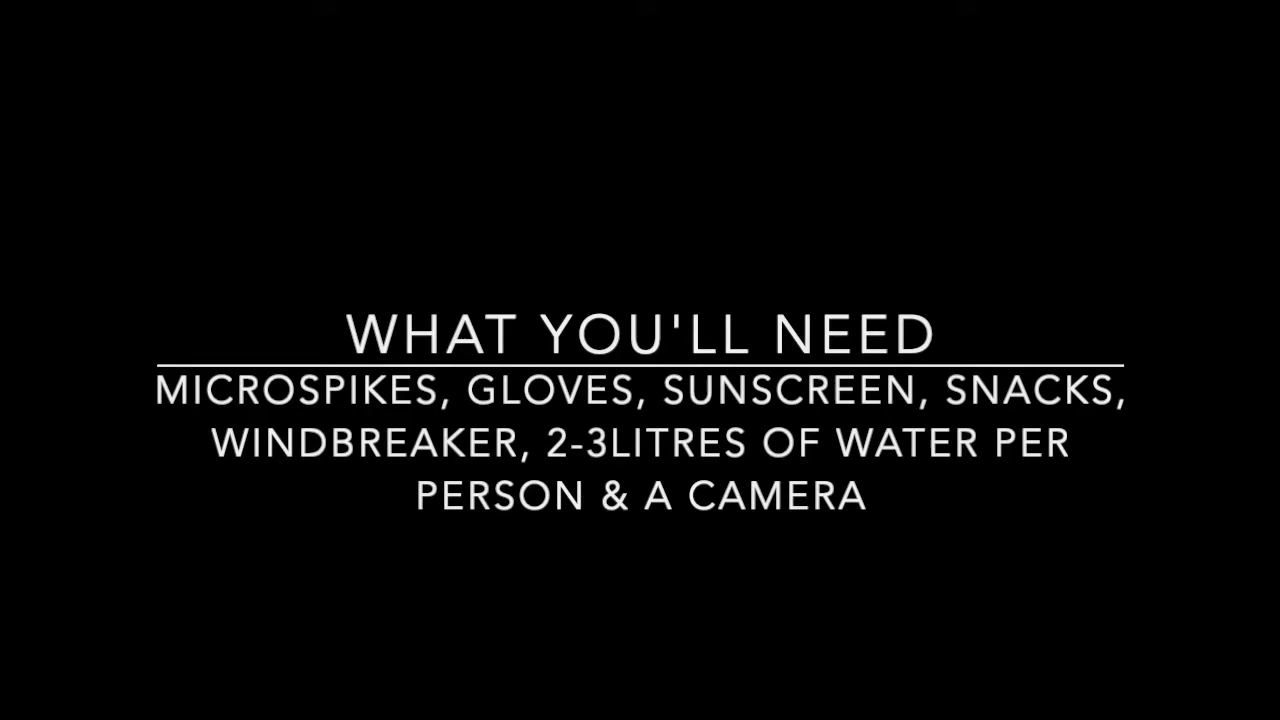 WHAT YOU'LL NEED
MICROSPIKES, GLOVES, SUNSCREEN, SNACKS,
WINDBREAKER, 2-3LITRES OF WATER PER
PERSON & A CAMERA